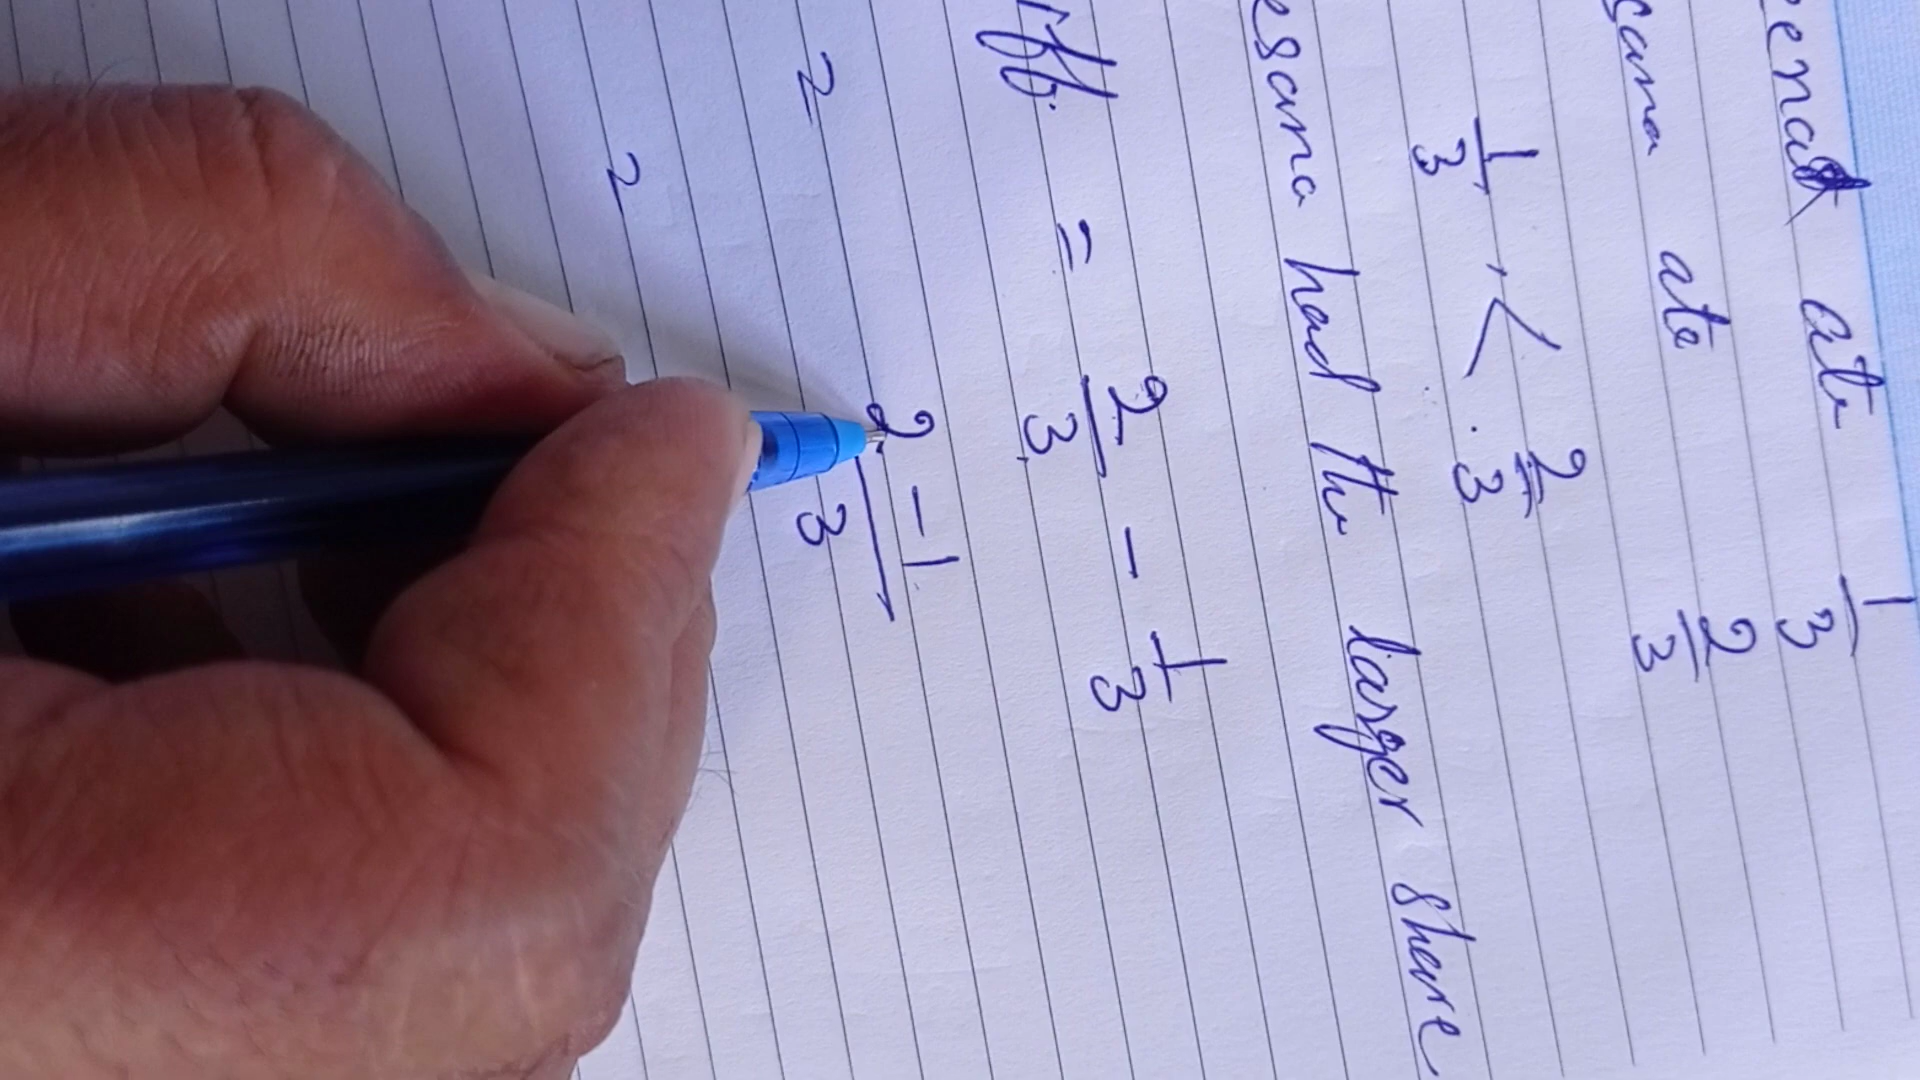 ate 1/3
ate 2/3
1/3 < 2/3
had the larger share
= 2/3 - 1/3
= (2 - 1)/3
=